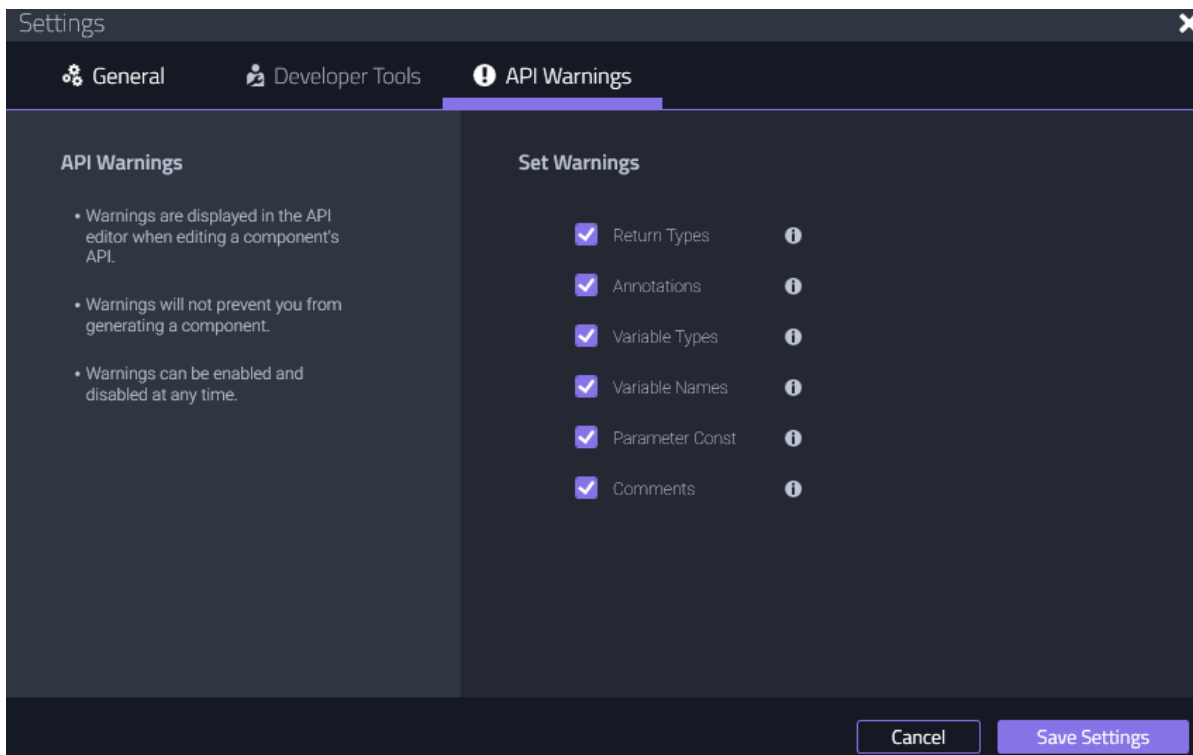 Settings
General
Developer Tools
API Warnings
API Warnings
• Warnings are displayed in the API
editor when editing a component's
API.
• Warnings will not prevent you from
generating a component.
• Warnings can be enabled and
disabled at any time.
Set Warnings
Return Types
Annotations
Variable Types
Variable Names
Parameter Const
Comments
Cancel
Save Settings